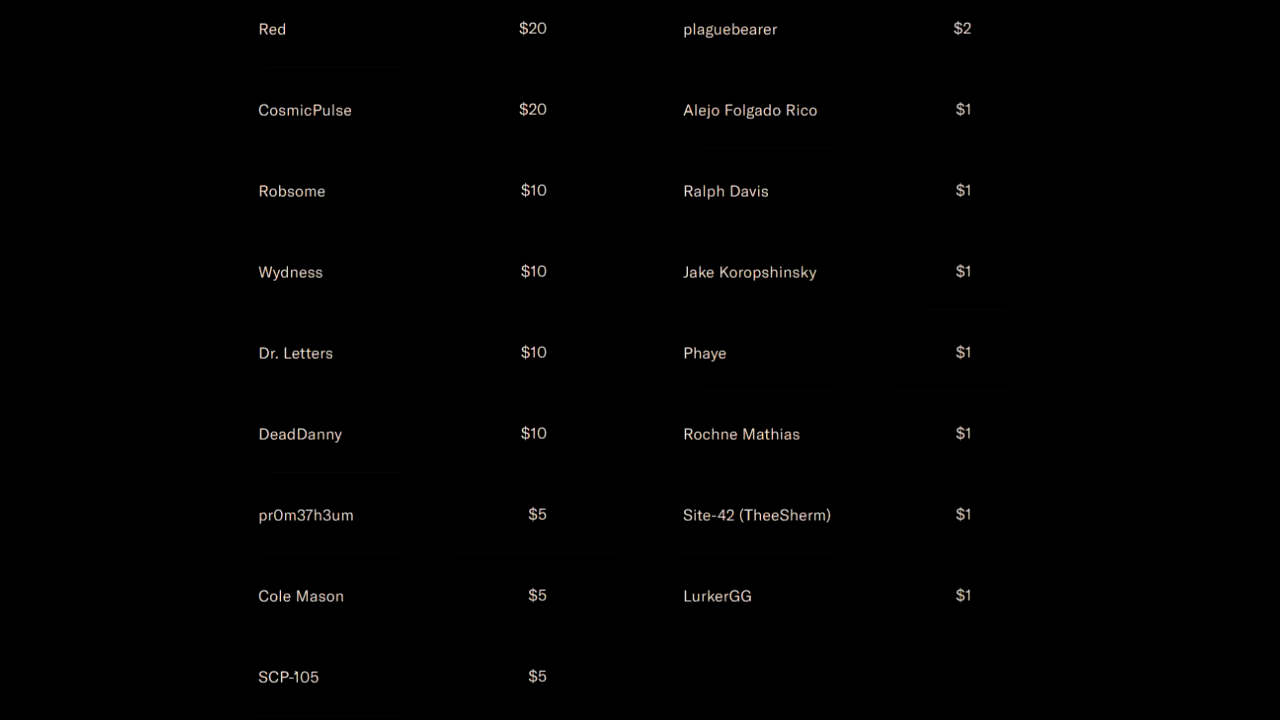 Red $20 plaguebearer $2
CosmicPulse $20 Alejo Folgado Rico $1
Robsome $10 Ralph Davis $1
Wydness $10 Jake Koropshinsky $1
Dr. Letters $10 Phaye $1
DeadDanny $10 Rochne Mathias $1
pr0m37h3um $5 Site-42 (TheeSherm) $1
Cole Mason $5 LurkerGG $1
SCP-105 $5